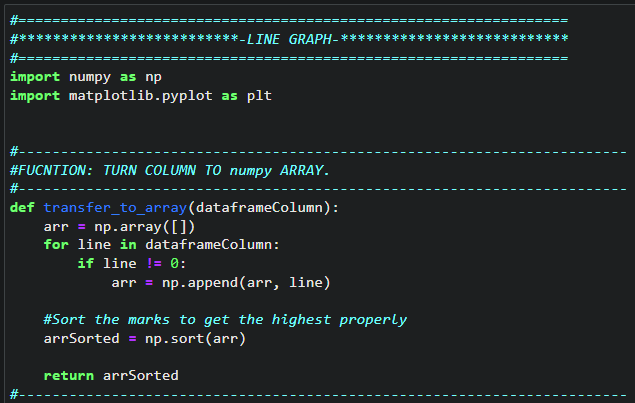 #=================================================================
#**************************-LINE GRAPH-***************************
#=================================================================
import numpy as np
import matplotlib.pyplot as plt
#------------------------------------------------------------------------
#FUCNTION: TURN COLUMN TO numpy ARRAY.
#------------------------------------------------------------------------
def transfer_to_array(dataframeColumn):
    arr = np.array([])
    for line in dataframeColumn:
        if line != 0:
            arr = np.append(arr, line)
    #Sort the marks to get the highest properly
    arrSorted = np.sort(arr)
    return arrSorted
#------------------------------------------------------------------------